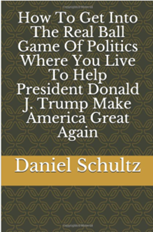 How To Get Into
The Real Ball
Game Of Politics
Where You Live
To Help
President Donald
J. Trump Make
America Great
Again
Daniel Schultz